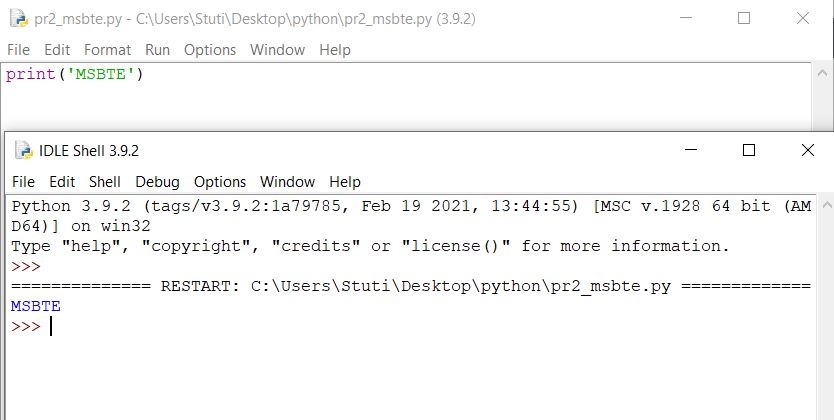 pr2_msbte.py - C:\Users\Stuti\Desktop\python\pr2_msbte.py (3.9.2)
File Edit Format Run Options Window Help
print('MSBTE')
IDLE Shell 3.9.2
File Edit Shell Debug Options Window Help
Python 3.9.2 (tags/v3.9.2:1a79785, Feb 19 2021, 13:44:55) [MSC v.1928 64 bit (AM
D64)] on win32
Type "help", "copyright", "credits" or "license()" for more information.
>>>
============== RESTART: C:\Users\Stuti\Desktop\python\pr2_msbte.py =============
MSBTE
>>>